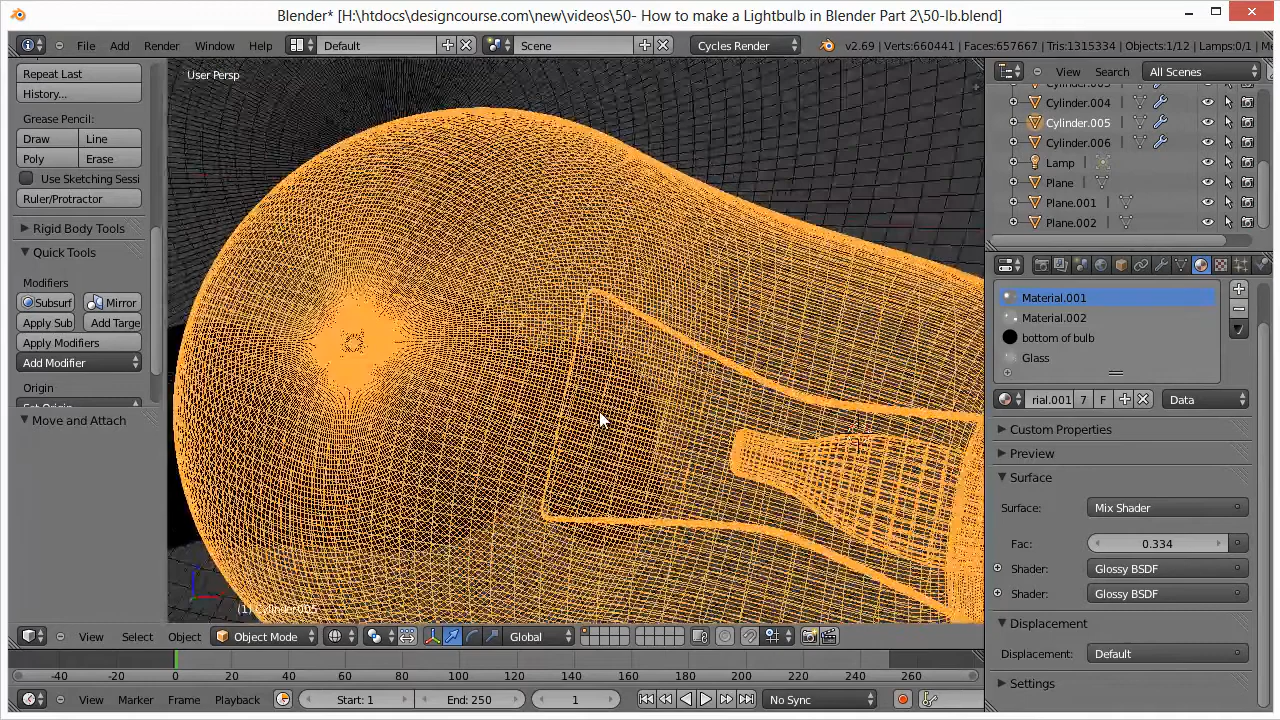 Blender* [H:\htdocs\designcourse.com\new\videos\50- How to make a Lightbulb in Blender Part 2\50-lb.blend]
File Add Render Window Help Default Scene Cycles Render v2.69 | Verts:660441 | Faces:657667 | Tris:1315334 | Objects:1/12 | Lamps:0/1 |
Repeat Last
History...
Grease Pencil:
Draw Line
Poly Erase
Use Sketching Sessi
Ruler/Protractor
Rigid Body Tools
Quick Tools
Modifiers
Subsurf Mirror
Apply Sub Add Targe
Apply Modifiers
Add Modifier
Origin
Move and Attach
User Persp
(1) Cylinder.005
View Select Object Object Mode Global
-40 -20 0 20 40 60 80 100 120 140 160 180 200 220 240 260
View Marker Frame Playback Start: 1 End: 250 1 No Sync
View Search All Scenes
Cylinder.004
Cylinder.005
Cylinder.006
Lamp
Plane
Plane.001
Plane.002
Material.001
Material.002
bottom of bulb
Glass
rial.001 7 F Data
Custom Properties
Preview
Surface
Surface: Mix Shader
Fac: 0.334
Shader: Glossy BSDF
Shader: Glossy BSDF
Displacement
Displacement: Default
Settings